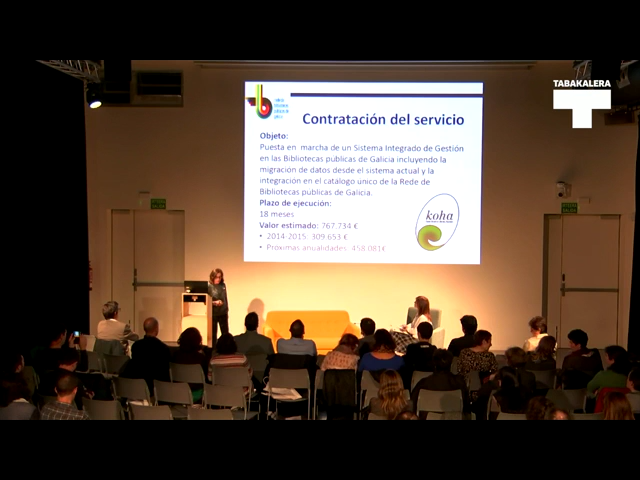 TABAKALERA
Contratación del servicio
Objeto:
Puesta en marcha de un Sistema Integrado de Gestión
en las Bibliotecas públicas de Galicia incluyendo la
migración de datos desde el sistema actual y la
integración en el catálogo único de la Rede de
Bibliotecas públicas de Galicia.
Plazo de ejecución:
18 meses
Valor estimado: 767.734 €
• 2014-2015: 309.653 €
• Proximas anualidades: 458.081€
koha